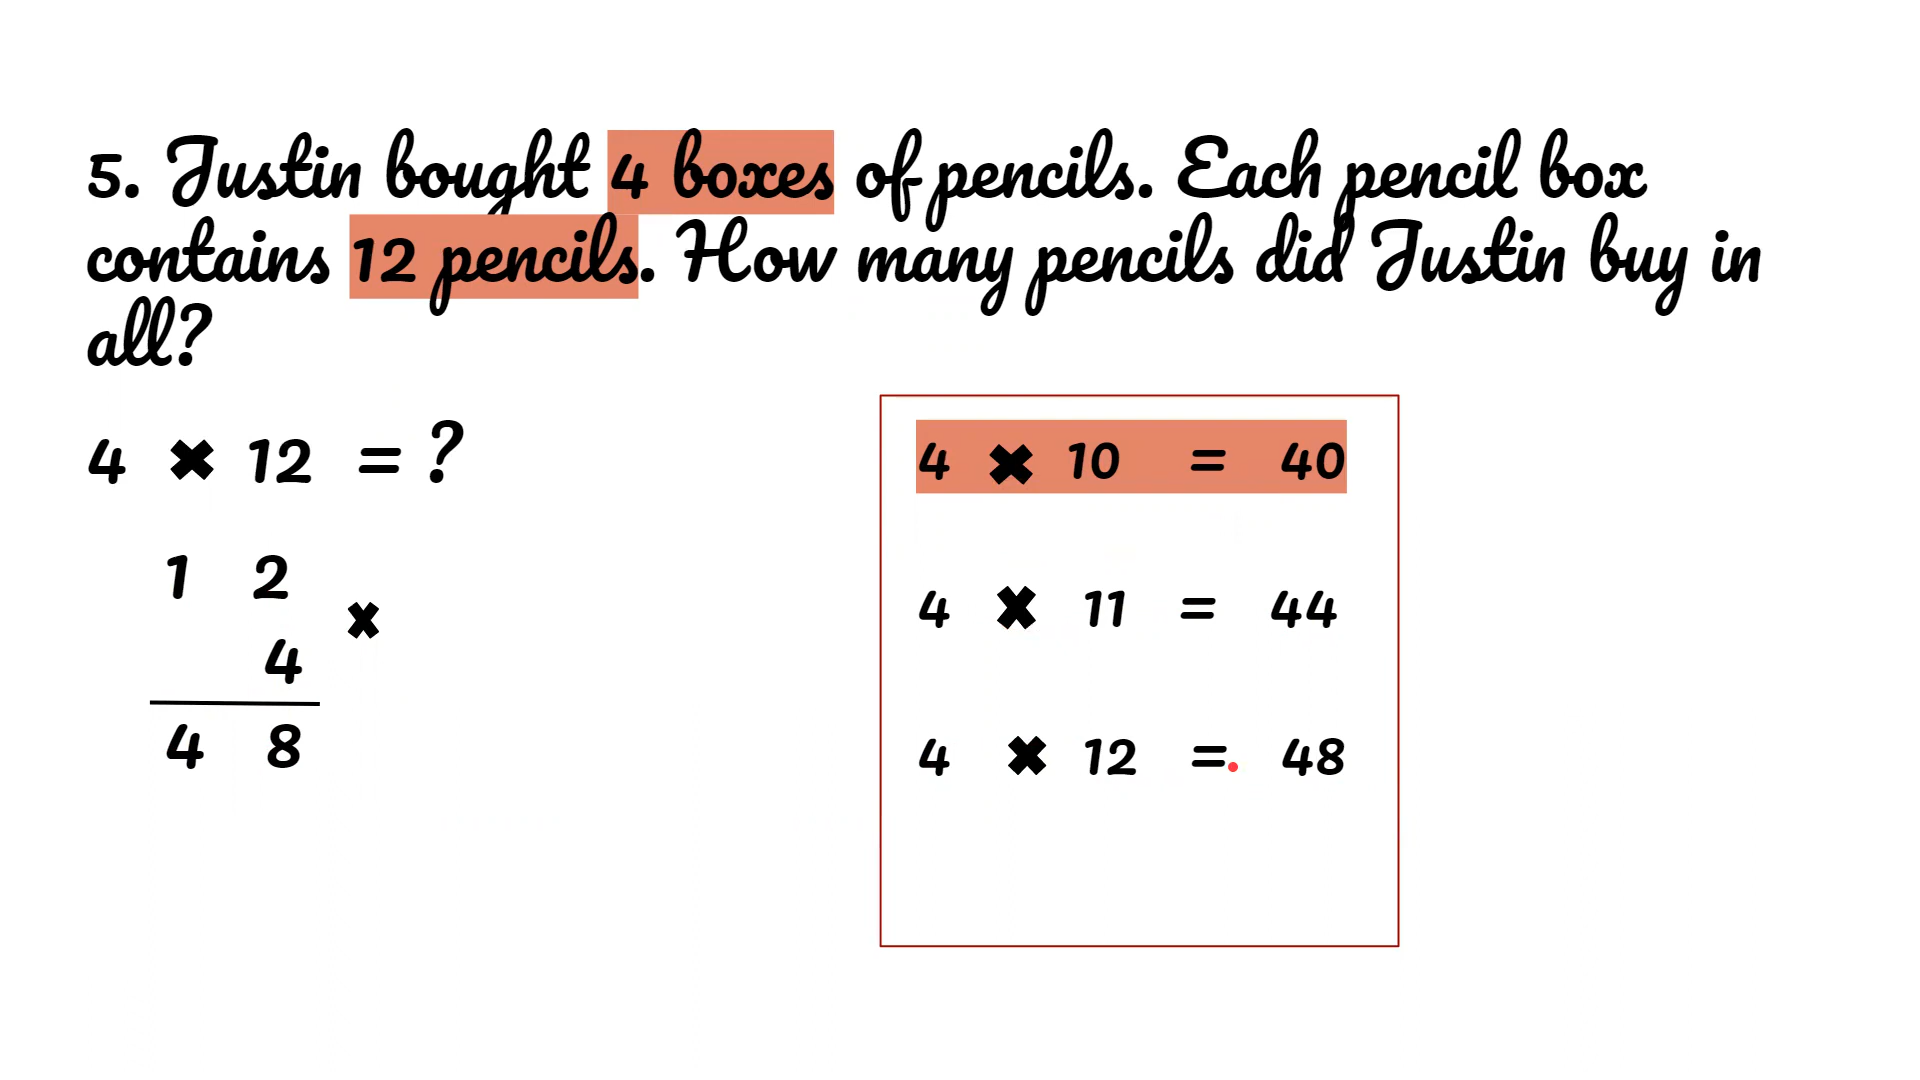 5. Justin bought 4 boxes of pencils. Each pencil box
contains 12 pencils. How many pencils did Justin buy in
all?
4 ✖ 12 = ?
1 2
✖
4
4 8
4 ✖ 10 = 40
4 ✖ 11 = 44
4 ✖ 12 = 48